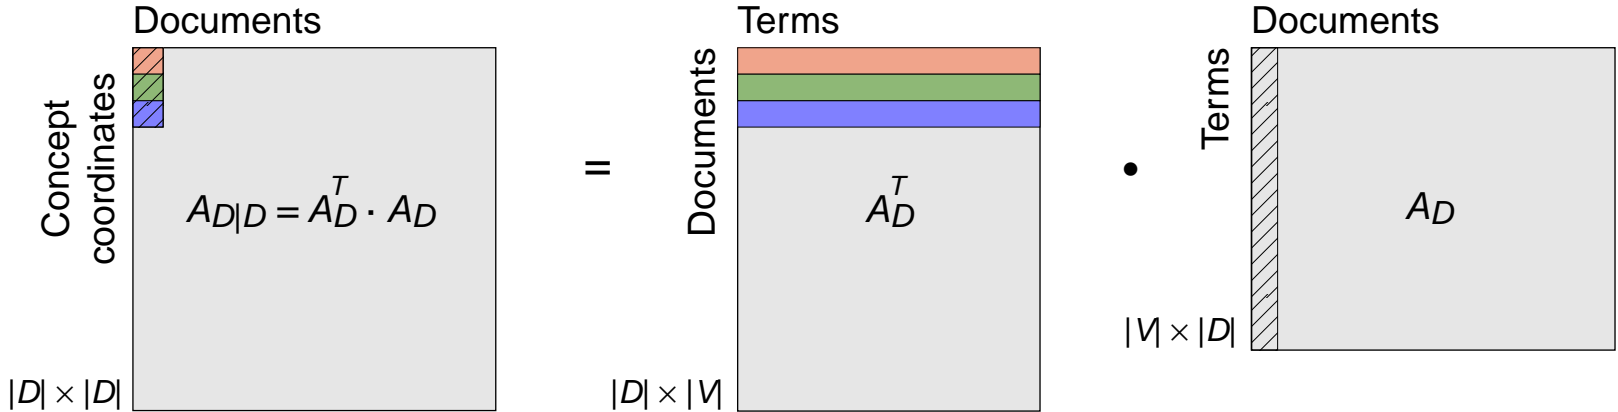 Documents
Concept
coordinates
A_{D|D} = A_D^T · A_D
|D| × |D|
=
Terms
Documents
A_D^T
|D| × |V|
•
Documents
Terms
A_D
|V| × |D|